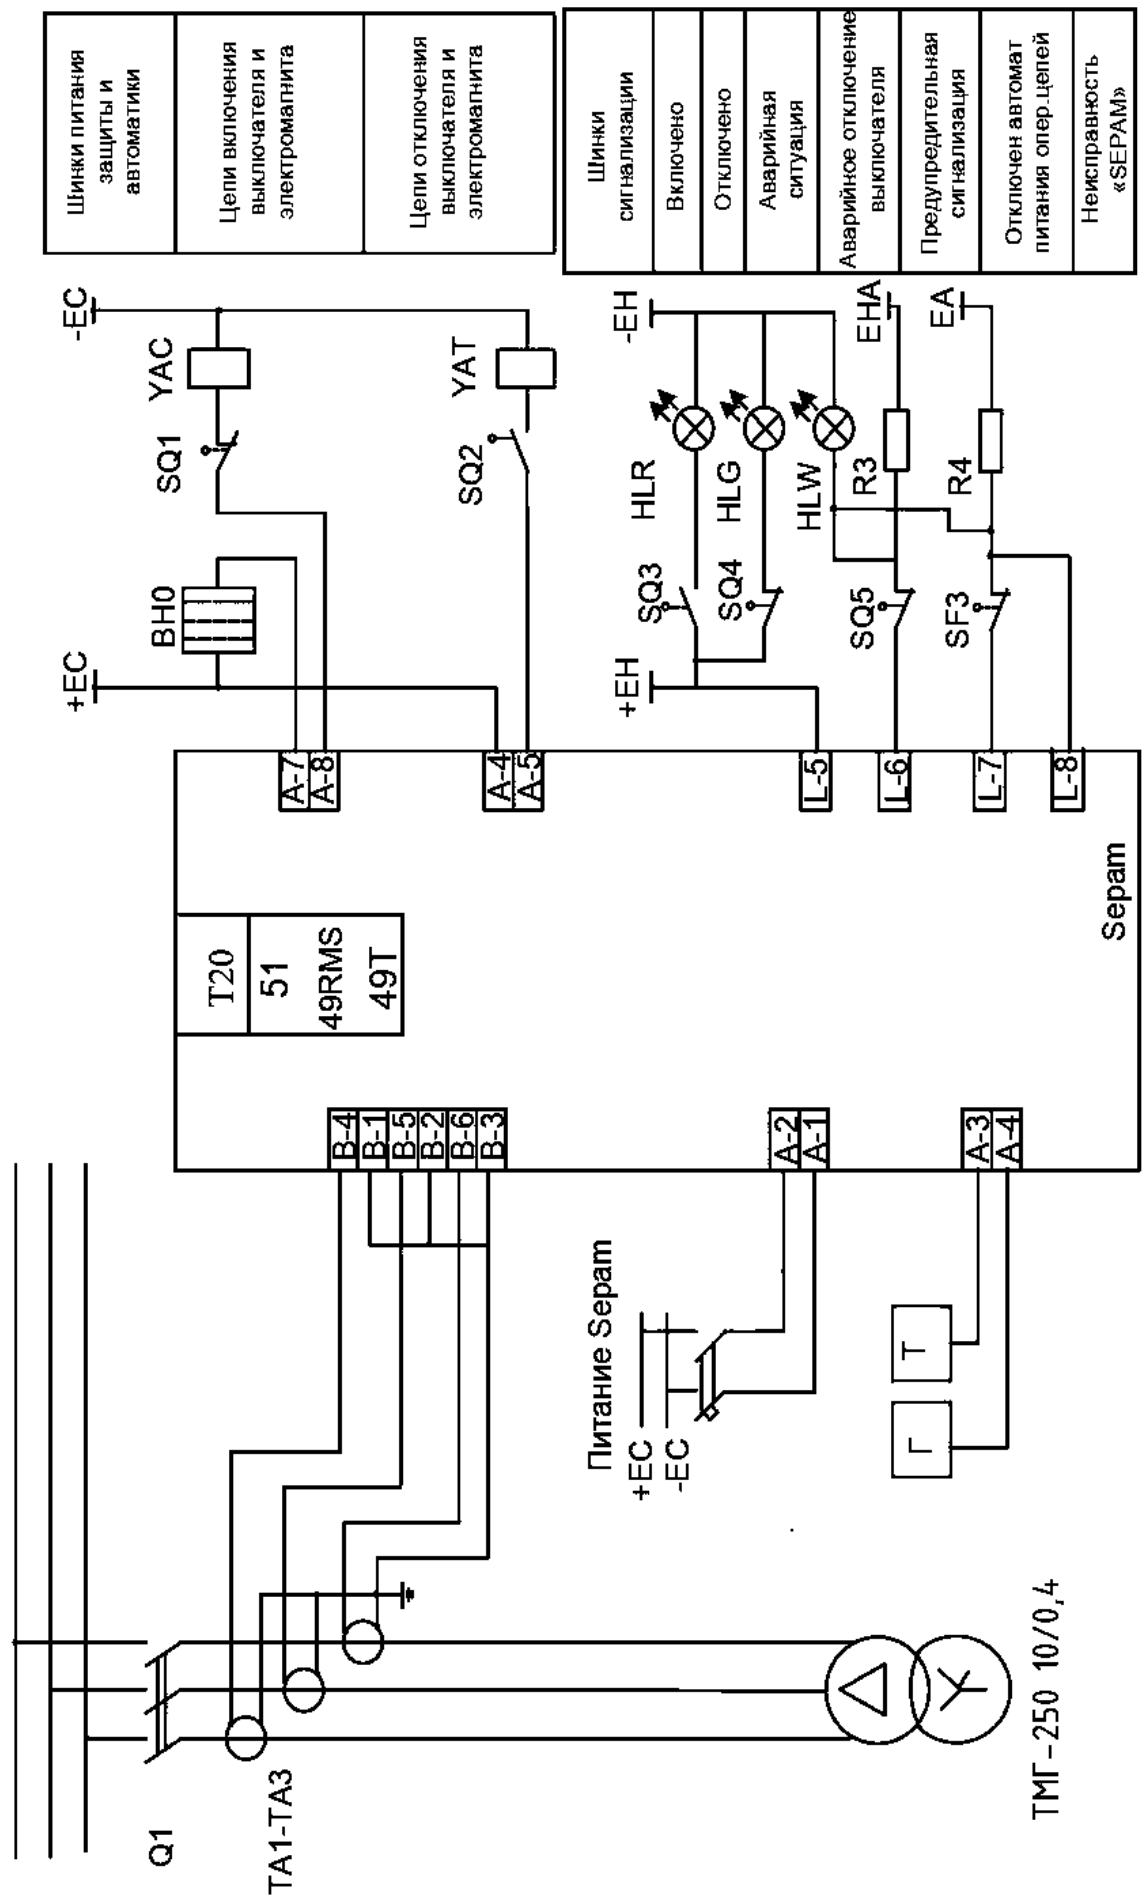 Шинки питания
защиты и
автоматики
Цепи включения
выключателя и
электромагнита
Цепи отключения
выключателя и
электромагнита
Шинки
сигнализации
Включено
Отключено
Аварийная
ситуация
Аварийное отключение
выключателя
Предупредительная
сигнализация
Отключен автомат
питания опер.цепей
Неисправность
«SEPAM»
-EC
YAC
SQ1
BH0
+EC
YAT
SQ2
-EH
HLR
SQ3
HLG
SQ4
+EH
HLW
EHA
R3
SQ5
EA
R4
SF3
A-7
A-8
A-4
A-5
L-5
L-6
L-7
L-8
T20
51
49RMS
49T
Sepam
B-4
B-1
B-5
B-2
B-6
B-3
A-2
A-1
A-3
A-4
Питание Sepam
+EC
-EC
Т
Г
Q1
TA1-TA3
ТМГ-250 10/0,4